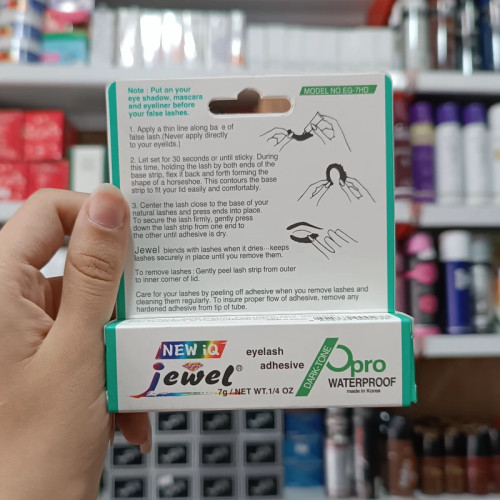 Note : Put on your
eye shadow, mascara
and eyeliner before
your false lashes.
MODEL NO.EG-7HD
1. Apply a thin line along ba e of
false lash.(Never apply directly
to your eyelids.)
2. Let set for 30 seconds or until sticky. During
this time, holding the lash by both ends of the
base strip, flex it back and forth forming the
shape of a horseshoe. This contours the base
strip to fit your lid easily and comfortably.
3. Center the lash close to the base of your
natural lashes and press ends into place.
To secure the lash firmly, gently press
down the lash strip from one end to
the other until adhesive is dry.
Jewel blends with lashes when it dries···keeps
lashes securely in place until you remove them.
To remove lashes: Gently peel lash strip from outer
to inner corner of lid.
Care for your lashes by peeling off adhesive when you remove lashes and
cleaning them regularly. To insure proper flow of adhesive, remove any
hardened adhesive from tip of tube.
NEW iQ
jewel®
7g / NET WT.1/4 OZ
eyelash
adhesive
DARK-TONE
6pro
WATERPROOF
made in Korea